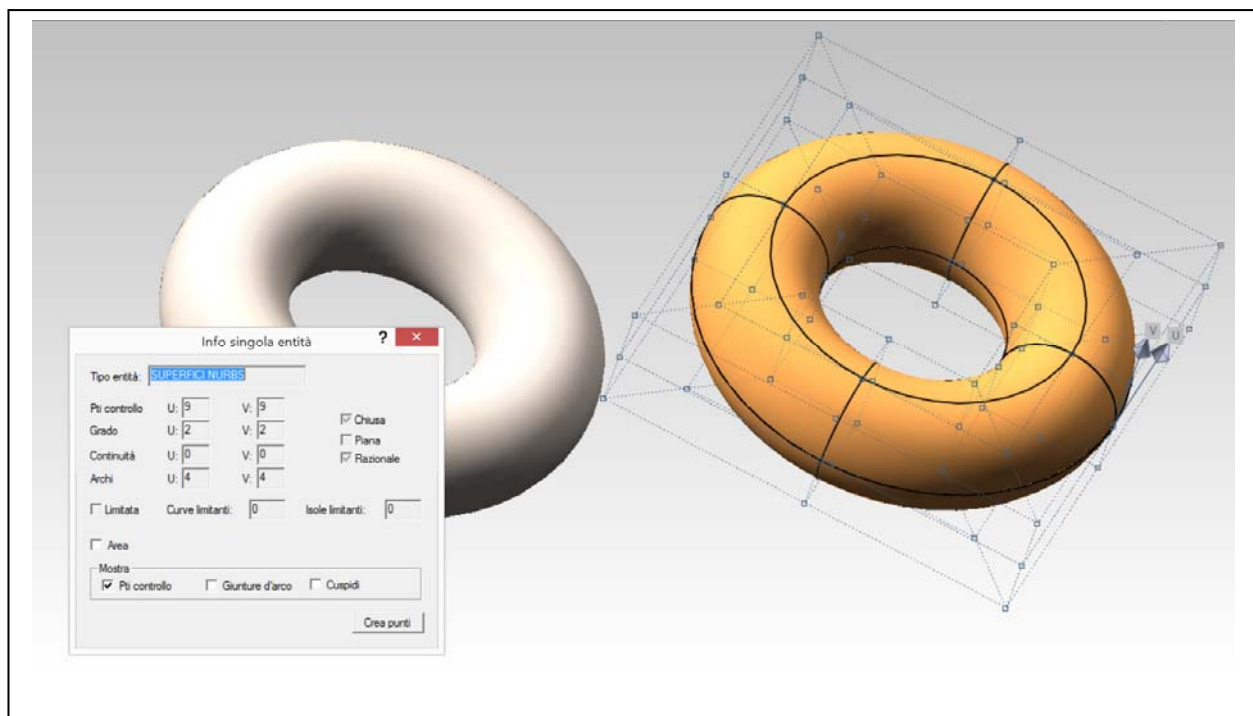 Info singola entità ?
Tipo entità: SUPERFICI NURBS
Pti controllo U: 9 V: 9
Grado U: 2 V: 2
Continuità U: 0 V: 0
Archi U: 4 V: 4
Chiusa
Piana
Razionale
Limitata Curve limitanti: 0 Isole limitanti: 0
Area
Mostra
Pti controllo Giunture d'arco Cuspidi
Crea punti
V U